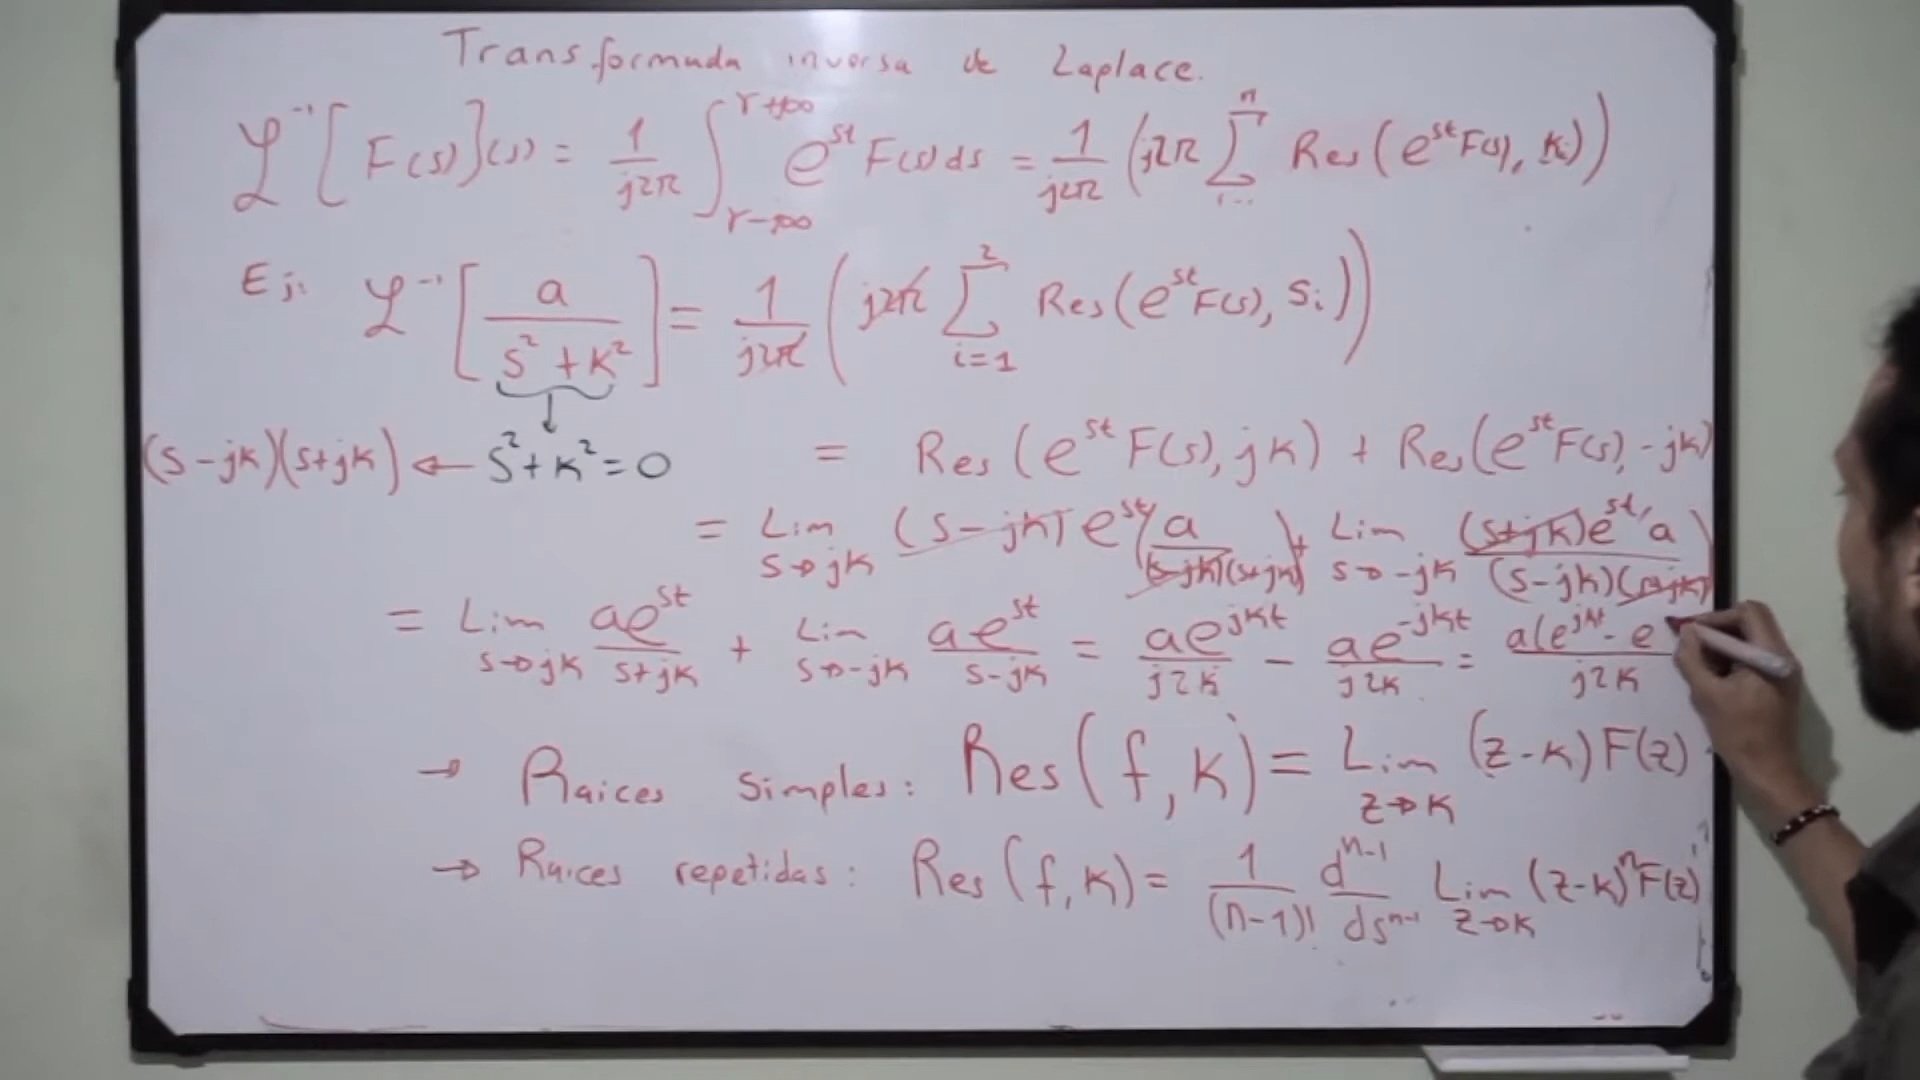 Transformada inversa de Laplace.
ℒ⁻¹[F(s)](s) = 1/j2π ∫_{γ-j∞}^{γ+j∞} e^{st} F(s) ds = 1/j2π (j2π Σ_{i...}^{n} Res(e^{st}F(s), k_i))
Ej: ℒ⁻¹[a/(s²+k²)] = 1/j2π (j2π Σ_{i=1}^{2} Res(e^{st}F(s), s_i))
(s-jk)(s+jk) ← s²+k²=0 = Res(e^{st}F(s), jk) + Res(e^{st}F(s), -jk)
= Lim_{s→jk} (s-jk) e^{st} (a/(s-jk)(s+jk)) + Lim_{s→-jk} (s+jk)e^{st} a/(s-jk)(s+jk)
= Lim_{s→jk} ae^{st}/(s+jk) + Lim_{s→-jk} ae^{st}/(s-jk) = ae^{jkt}/j2k - ae^{-jkt}/j2k = a(e^{jkt} - e/j2k
→ Raices simples: Res(f,k) = Lim_{z→k} (z-k)F(z)
→ Raices repetidas: Res(f,k) = 1/(n-1)! d^{n-1}/ds^{n-1} Lim_{z→k} (z-k)^n F(z)